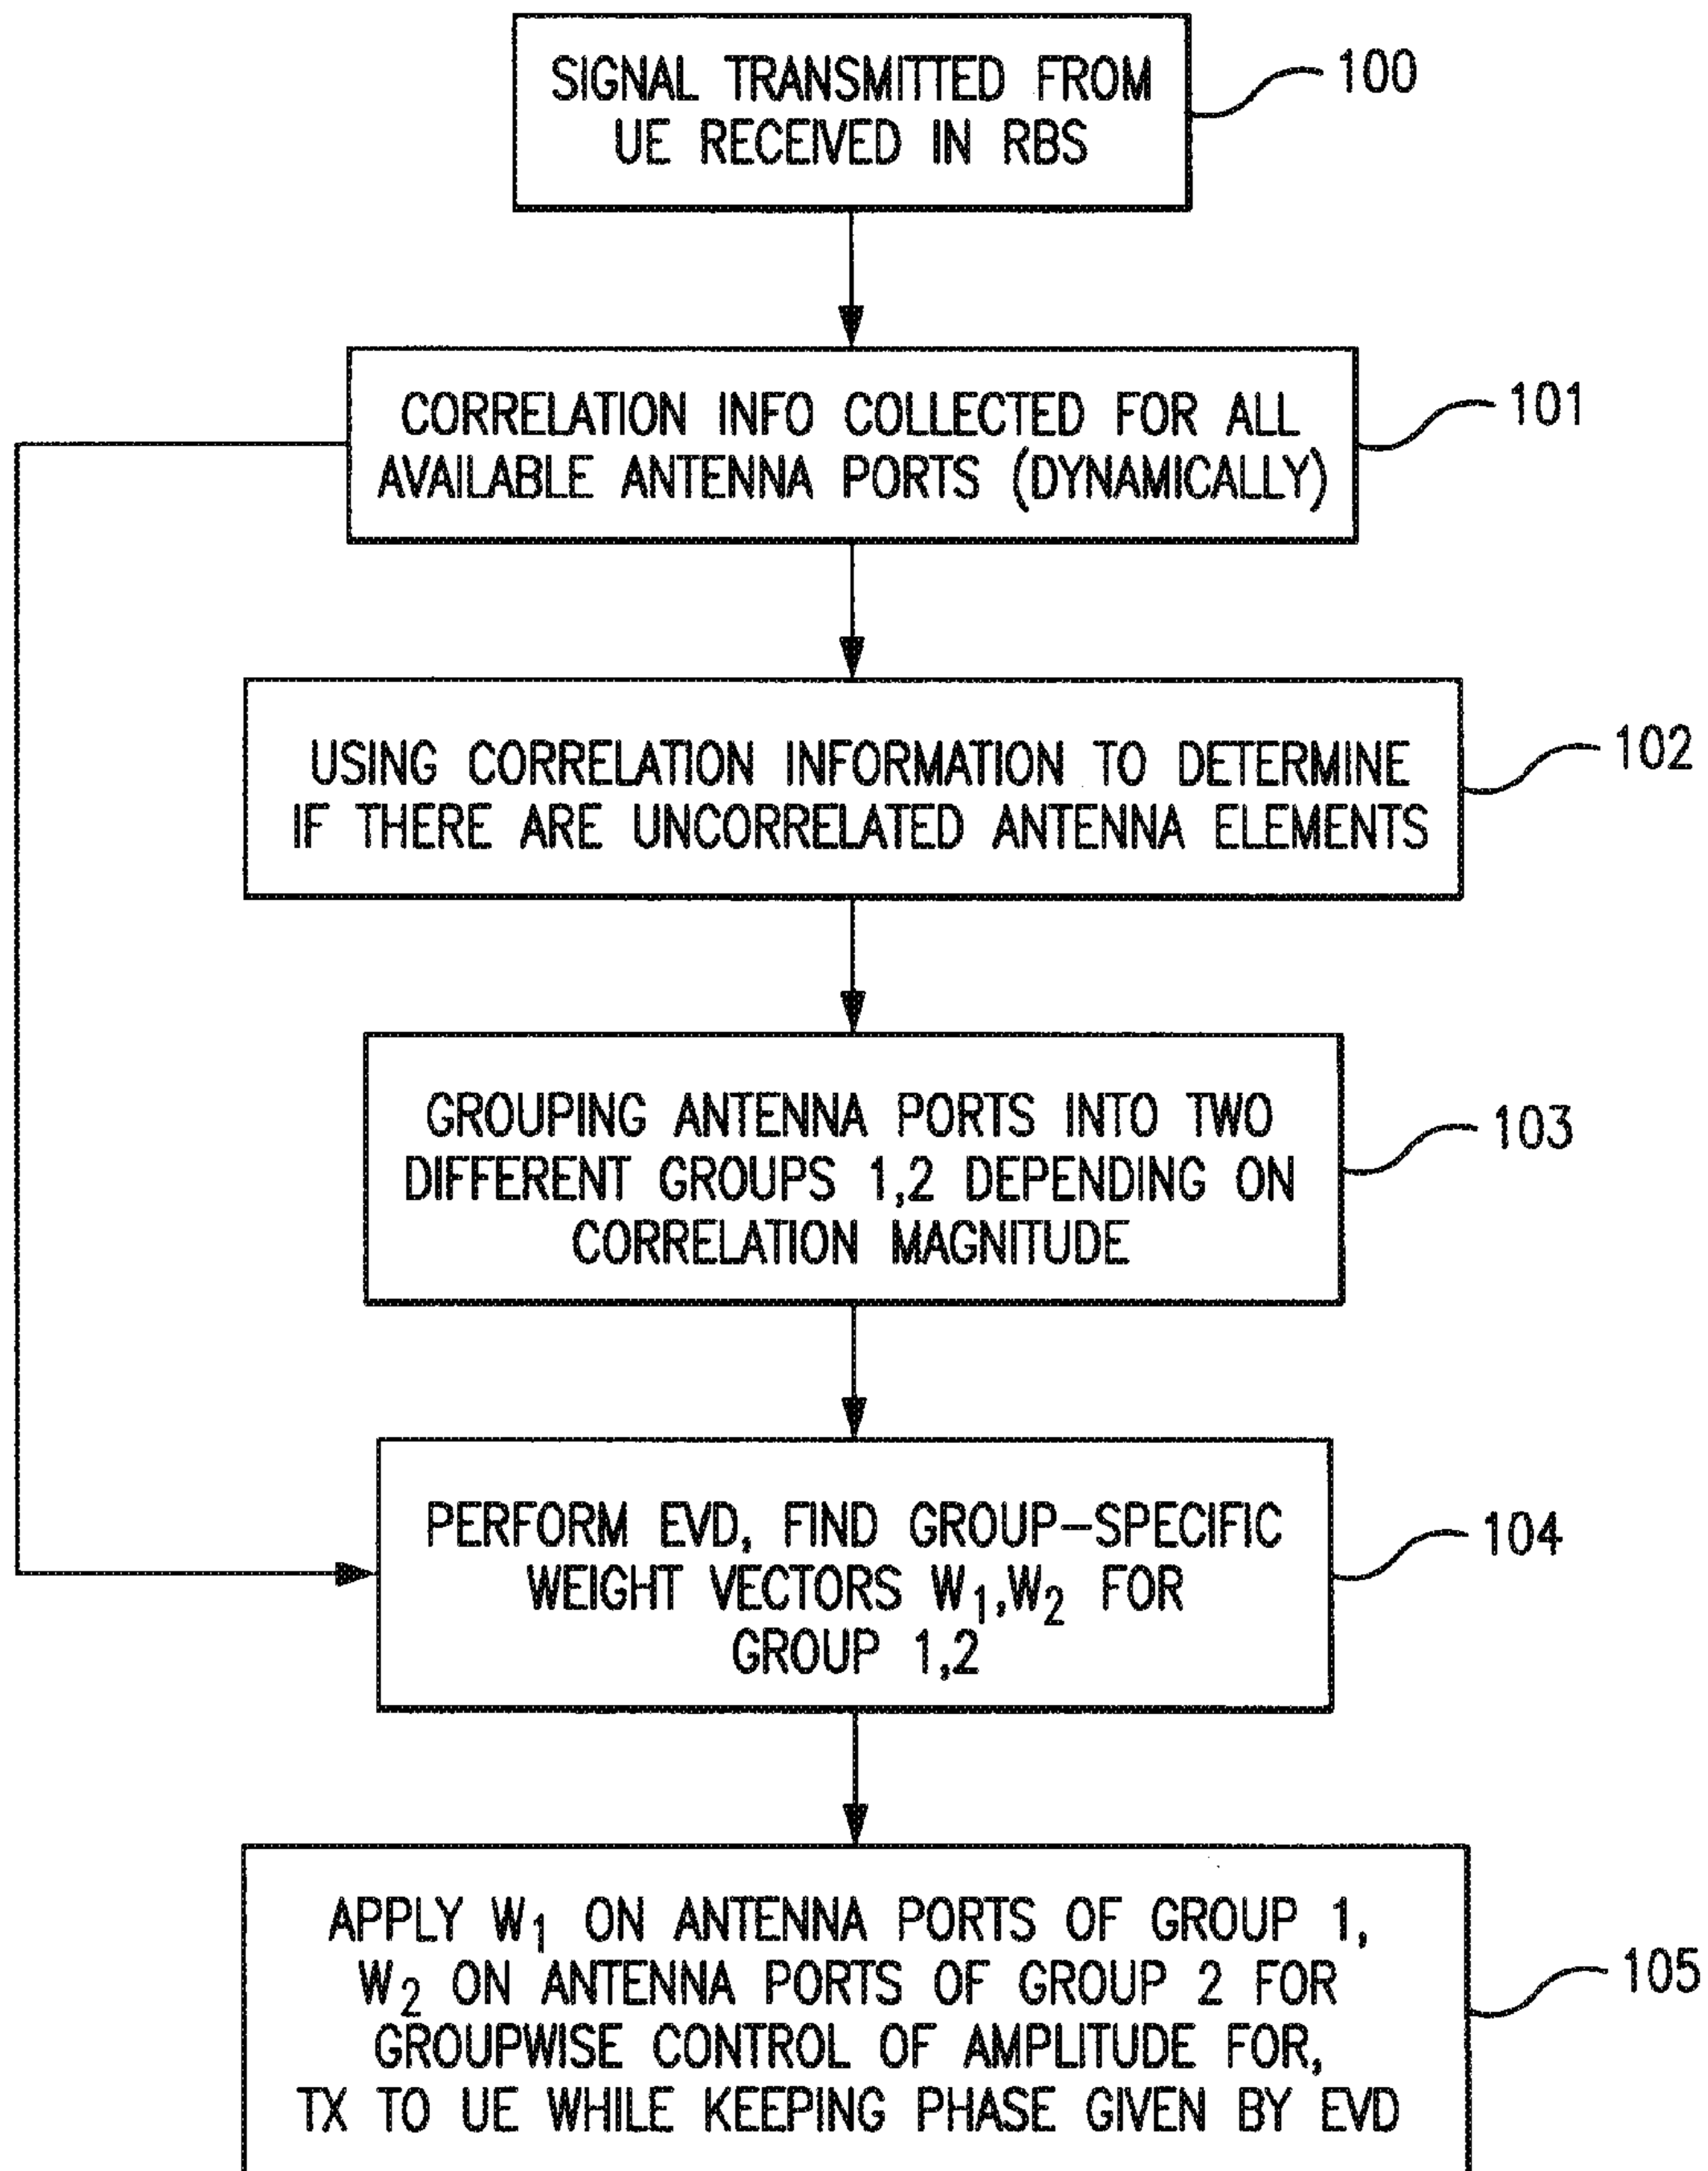 SIGNAL TRANSMITTED FROM
UE RECEIVED IN RBS
100
CORRELATION INFO COLLECTED FOR ALL
AVAILABLE ANTENNA PORTS (DYNAMICALLY)
101
USING CORRELATION INFORMATION TO DETERMINE
IF THERE ARE UNCORRELATED ANTENNA ELEMENTS
102
GROUPING ANTENNA PORTS INTO TWO
DIFFERENT GROUPS 1,2 DEPENDING ON
CORRELATION MAGNITUDE
103
PERFORM EVD, FIND GROUP-SPECIFIC
WEIGHT VECTORS W₁,W₂ FOR
GROUP 1,2
104
APPLY W₁ ON ANTENNA PORTS OF GROUP 1,
W₂ ON ANTENNA PORTS OF GROUP 2 FOR
GROUPWISE CONTROL OF AMPLITUDE FOR,
TX TO UE WHILE KEEPING PHASE GIVEN BY EVD
105